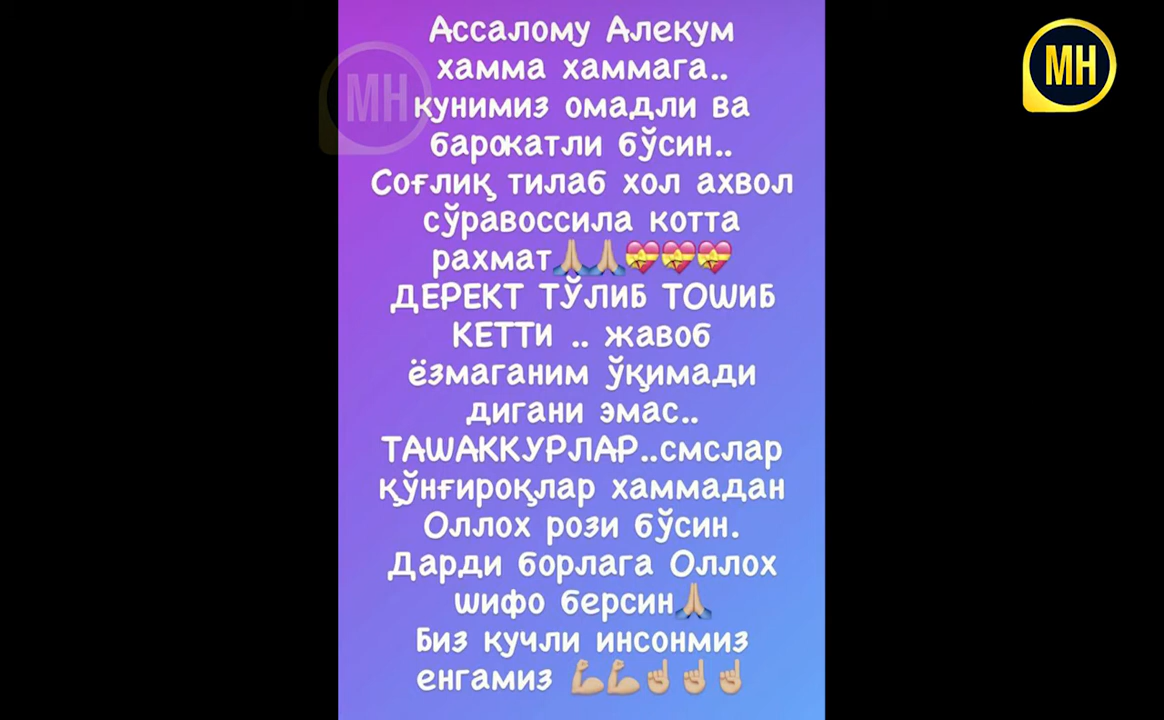 Ассалому Алекум
хамма хаммага..
кунимиз омадли ва
барокатли бўсин..
Соғлиқ тилаб хол ахвол
сўравоссила котта
рахмат🙏🏼🙏🏼💝💝💝
ДЕРЕКТ ТЎЛИБ ТОШИБ
КЕТТИ .. жавоб
ёзмаганим ўқимади
дигани эмас..
ТАШАККУРЛАР..смслар
қўнғироқлар хаммадан
Оллох рози бўсин.
Дарди борлага Оллох
шифо берсин🙏🏼
Биз кучли инсонмиз
енгамиз 💪🏼💪🏼☝🏼☝🏼☝🏼
МН
МН